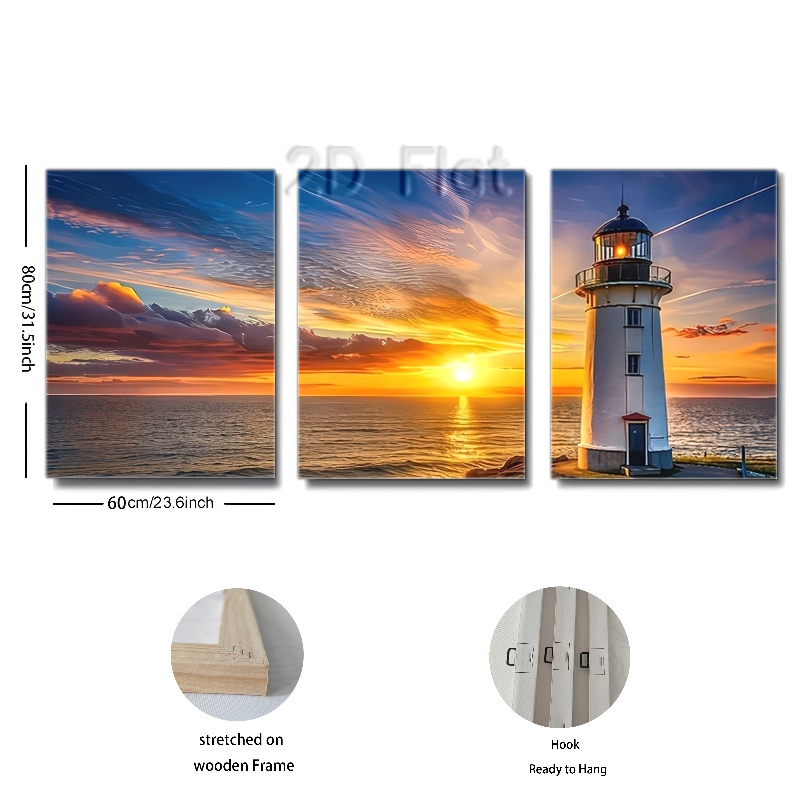 2D Flat
80cm/31.5inch
60cm/23.6inch
stretched on
wooden Frame
Hook
Ready to Hang